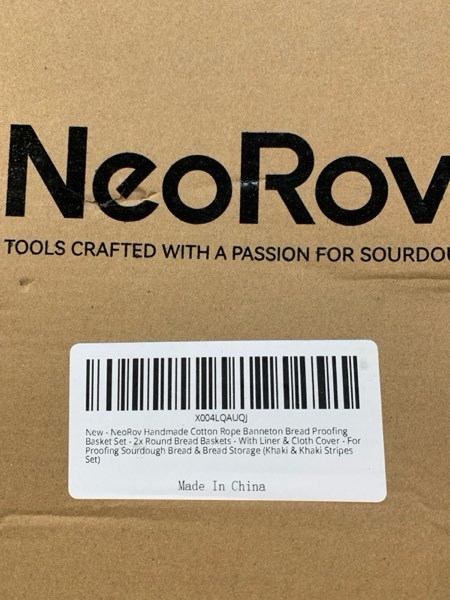 NeoRov
TOOLS CRAFTED WITH A PASSION FOR SOURDOU
X004LQAUQJ
New - NeoRov Handmade Cotton Rope Banneton Bread Proofing
Basket Set - 2x Round Bread Baskets - With Liner & Cloth Cover - For
Proofing Sourdough Bread & Bread Storage (Khaki & Khaki Stripes
Set)
Made In China